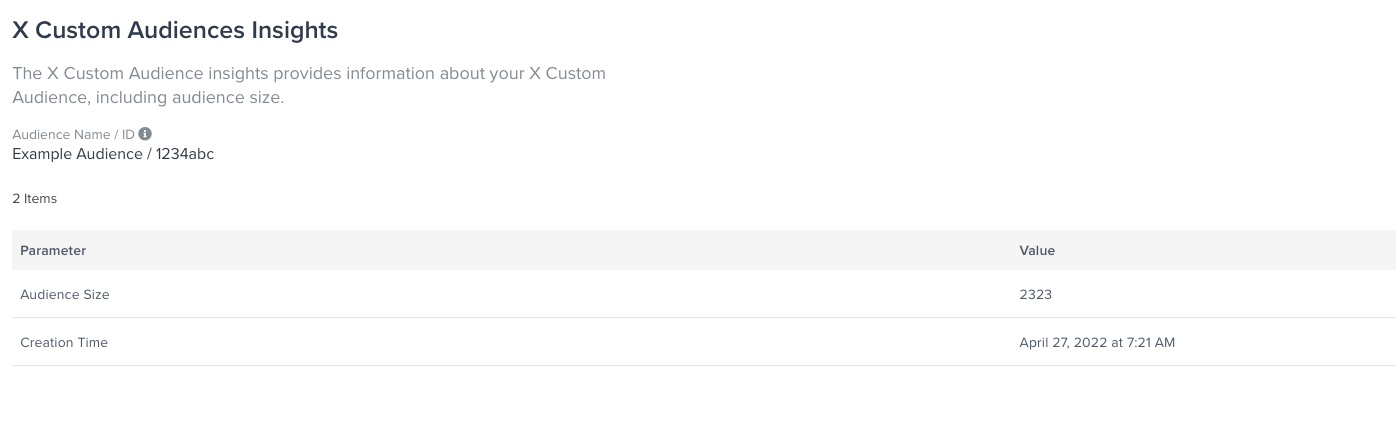 X Custom Audiences Insights
The X Custom Audience insights provides information about your X Custom
Audience, including audience size.
Audience Name / ID
Example Audience / 1234abc
2 Items
Parameter Value
Audience Size 2323
Creation Time April 27, 2022 at 7:21 AM